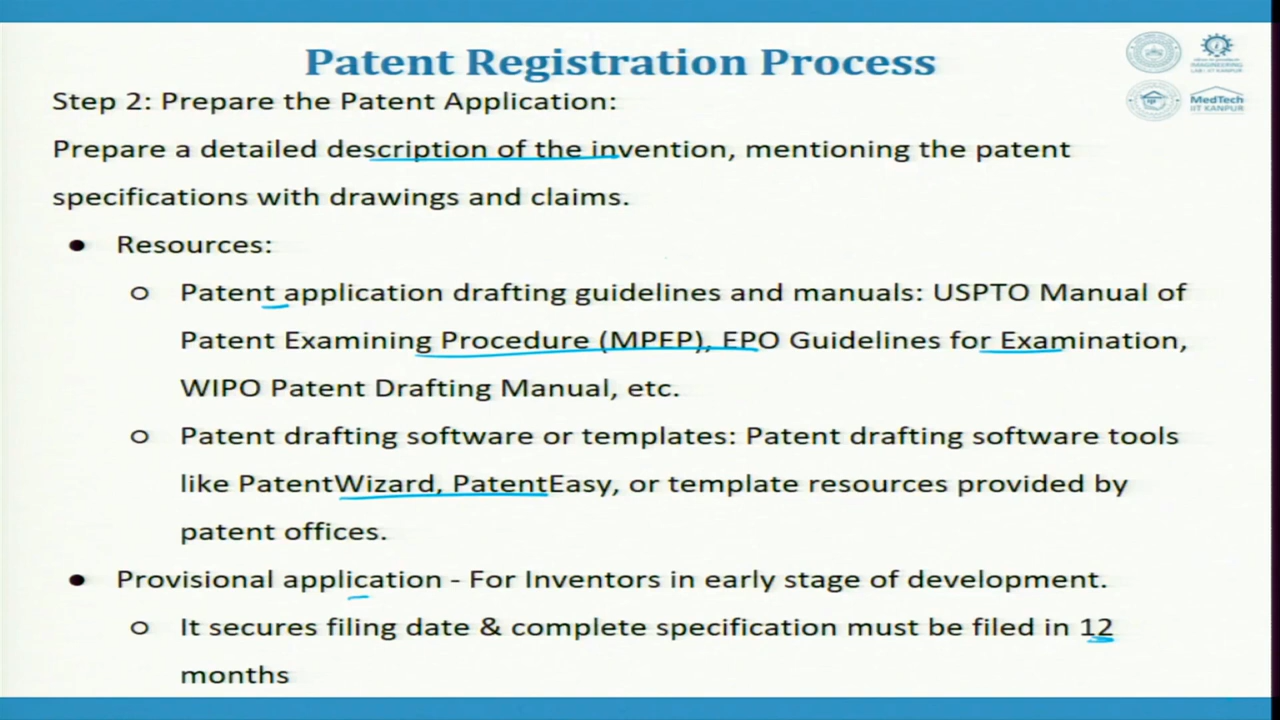 Patent Registration Process
Step 2: Prepare the Patent Application:
Prepare a detailed description of the invention, mentioning the patent
specifications with drawings and claims.
● Resources:
○ Patent application drafting guidelines and manuals: USPTO Manual of
Patent Examining Procedure (MPEP), EPO Guidelines for Examination,
WIPO Patent Drafting Manual, etc.
○ Patent drafting software or templates: Patent drafting software tools
like PatentWizard, PatentEasy, or template resources provided by
patent offices.
● Provisional application - For Inventors in early stage of development.
○ It secures filing date & complete specification must be filed in 12
months
MedTech
IIT KANPUR